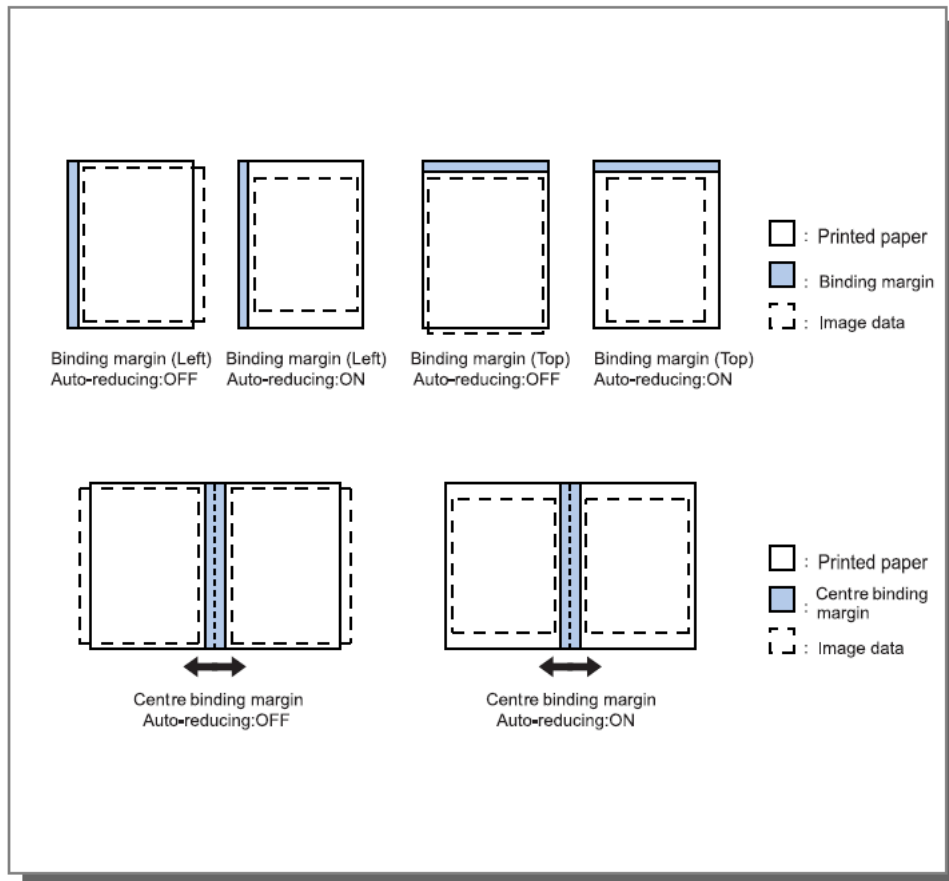 : Printed paper
: Binding margin
: Image data
Binding margin (Left)
Auto-reducing:OFF
Binding margin (Left)
Auto-reducing:ON
Binding margin (Top)
Auto-reducing:OFF
Binding margin (Top)
Auto-reducing:ON
: Printed paper
: Centre binding
margin
: Image data
Centre binding margin
Auto-reducing:OFF
Centre binding margin
Auto-reducing:ON